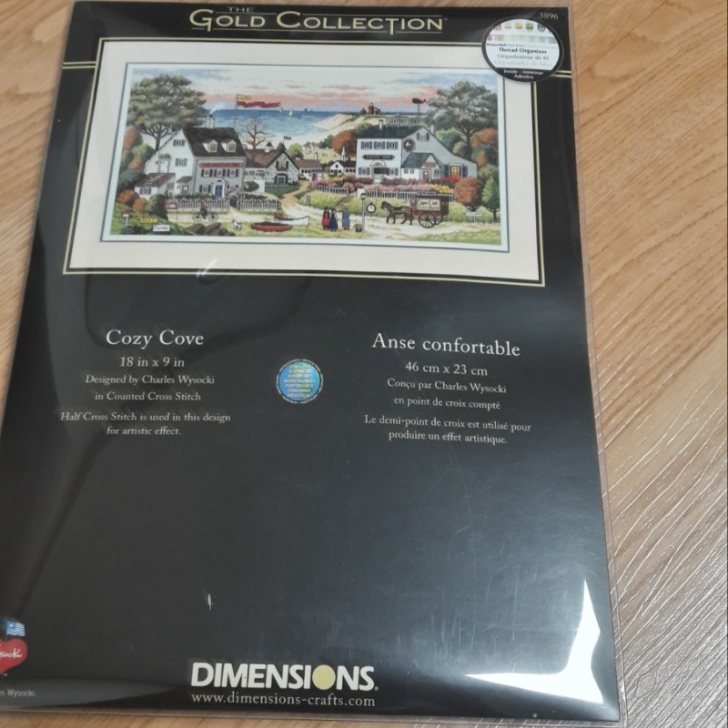 THE
GOLD COLLECTION
3896
Thread Organizer
Cozy Cove
18 in x 9 in
Designed by Charles Wysocki
in Counted Cross Stitch
Half Cross Stitch is used in this design
for artistic effect.
Anse confortable
46 cm x 23 cm
Conçu par Charles Wysocki
en point de croix compté
Le demi-point de croix est utilisé pour
produire un effet artistique.
Wysocki.
DIMENSIONS
www.dimensions-crafts.com